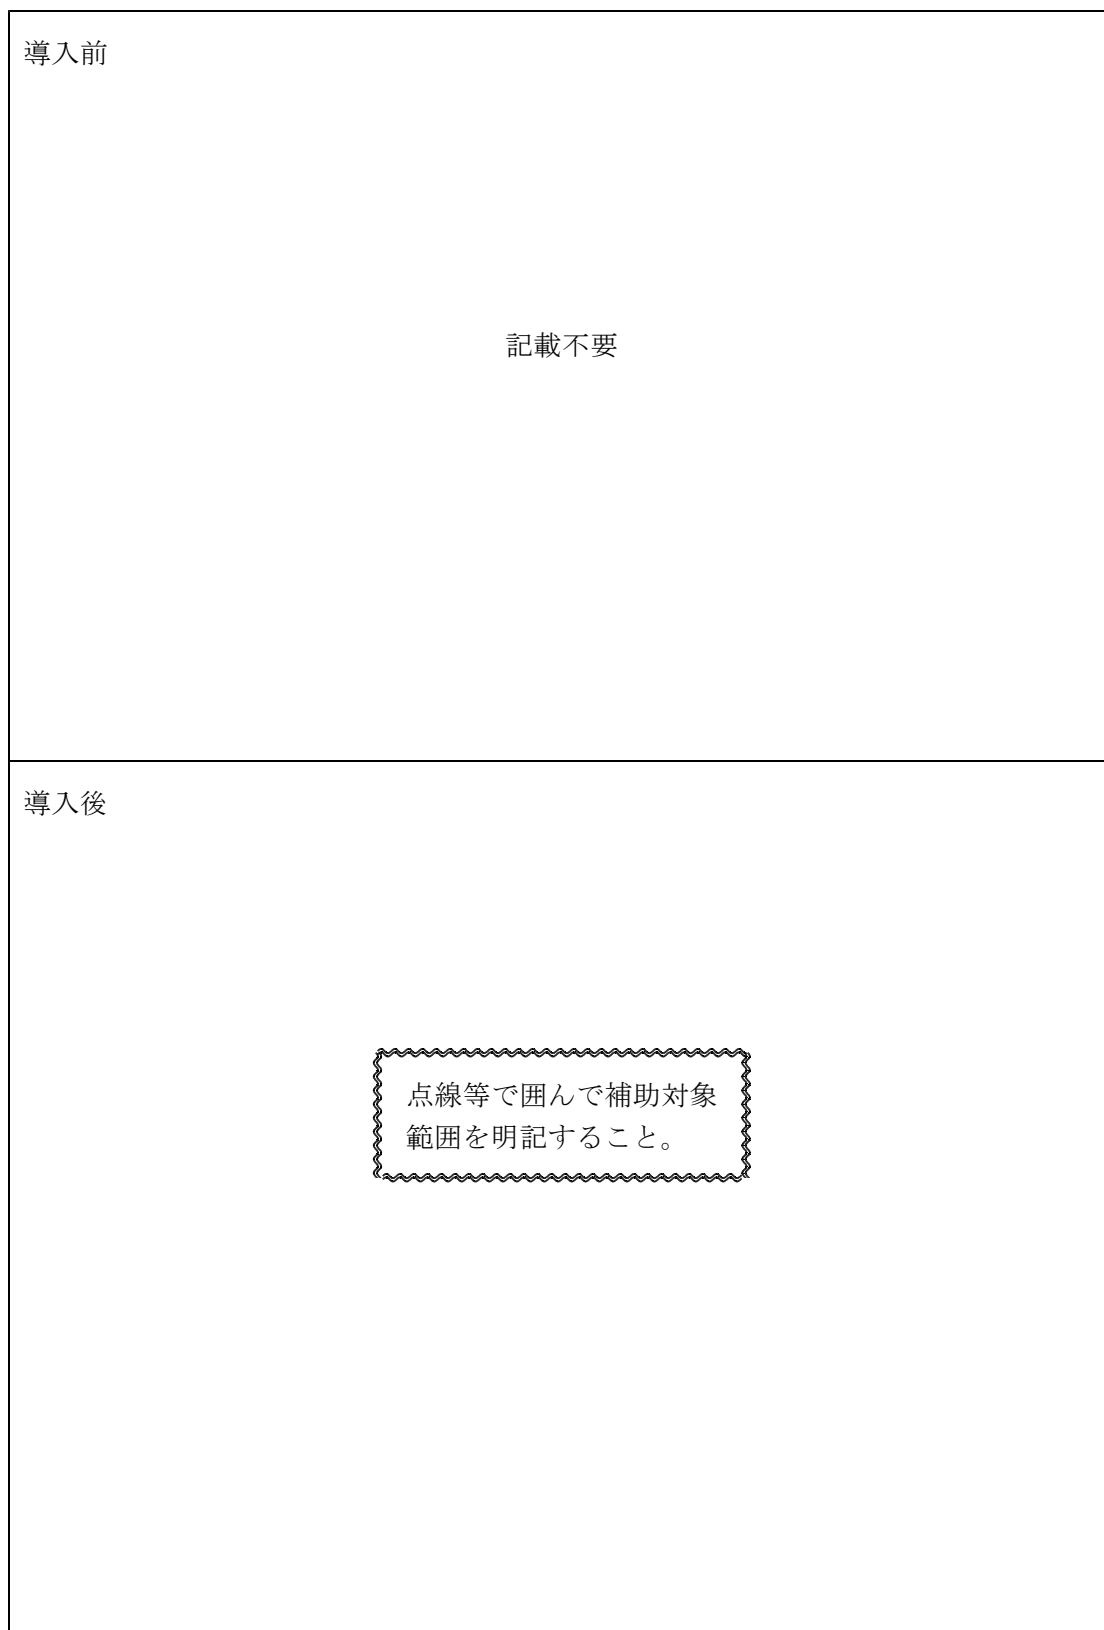 導入前
記載不要
導入後
点線等で囲んで補助対象
範囲を明記すること。